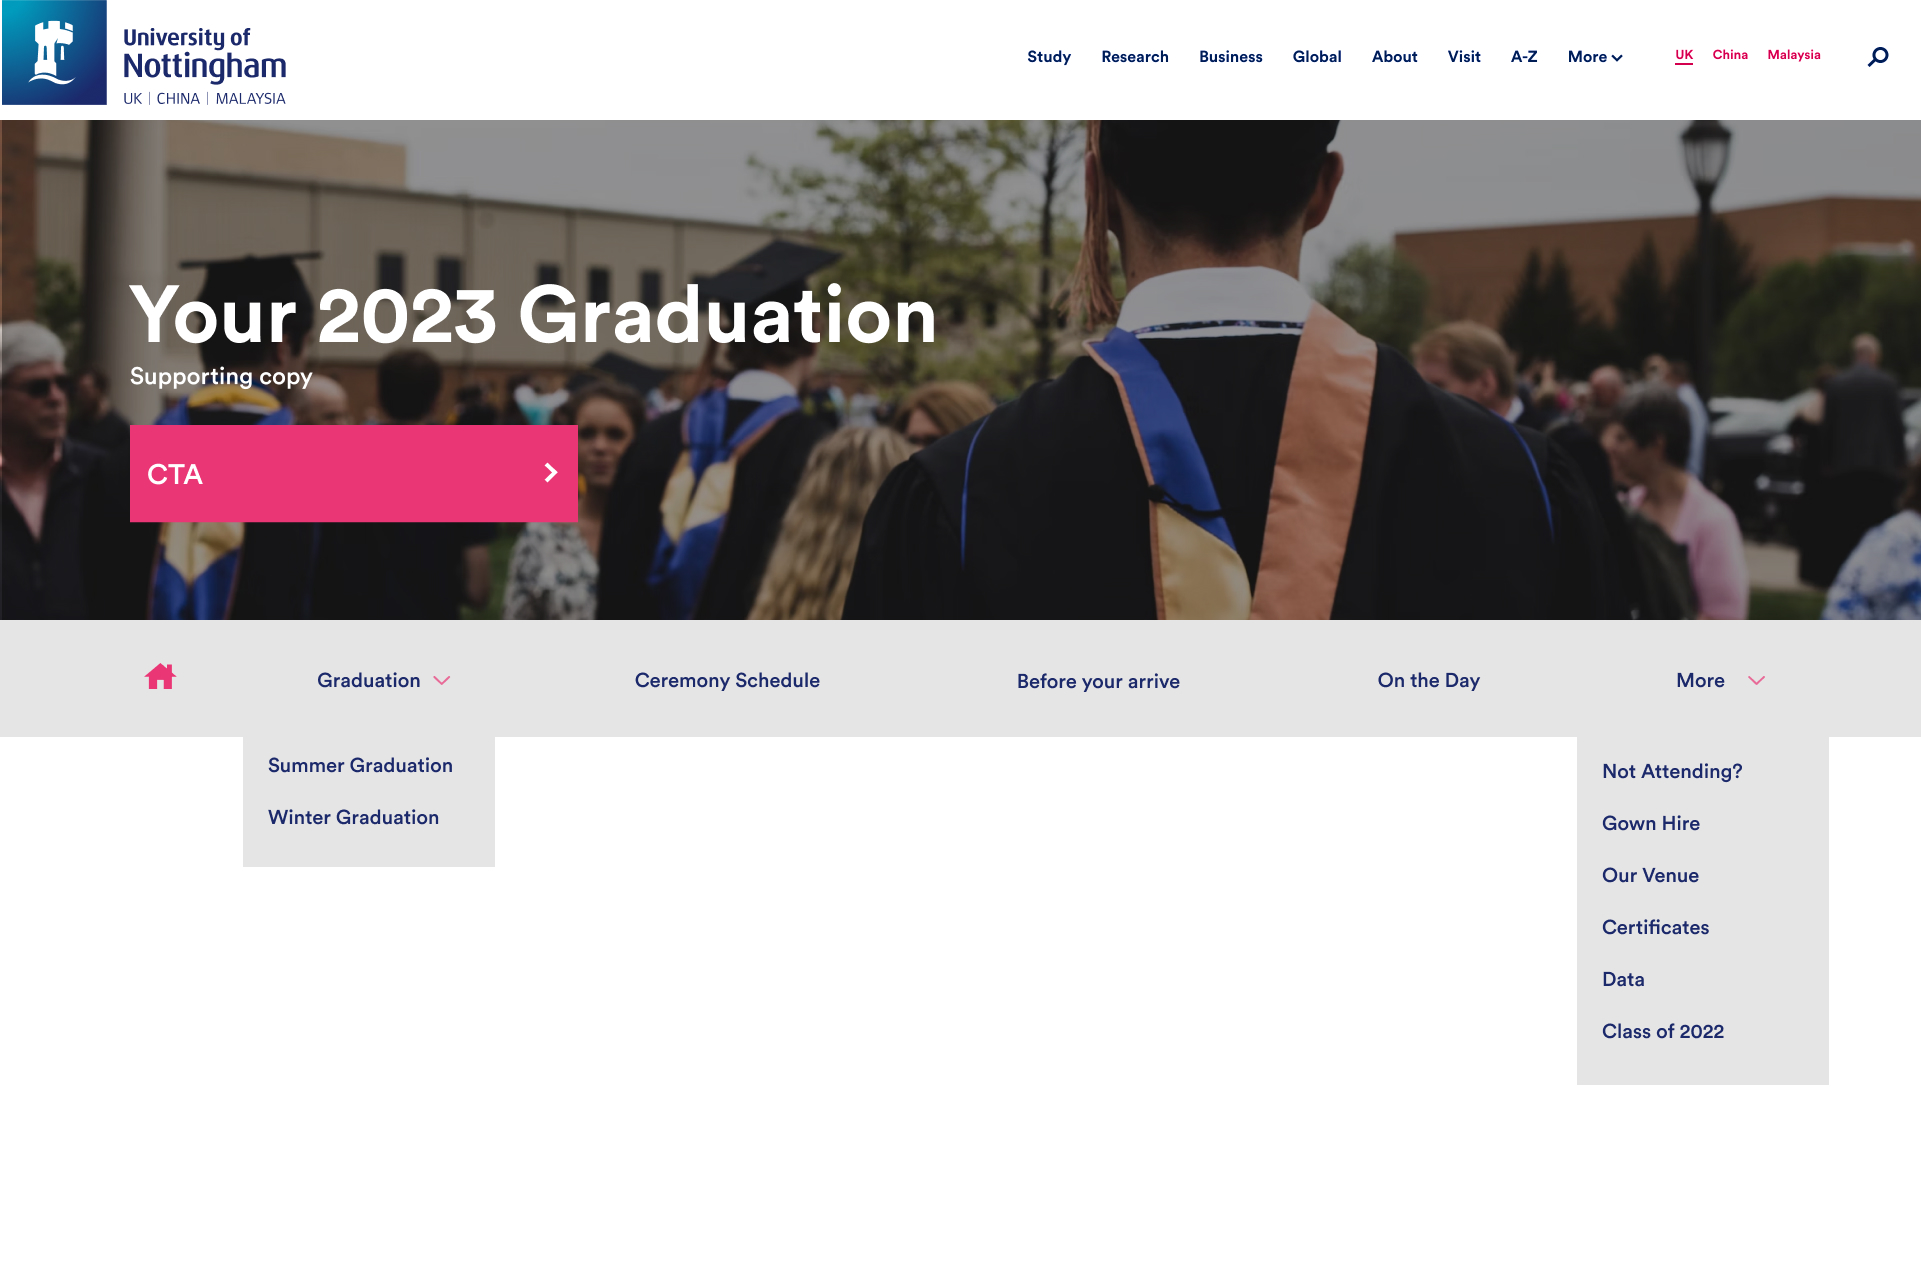 University of
Nottingham
UK | CHINA | MALAYSIA
Study Research Business Global About Visit A-Z More UK China Malaysia
Your 2023 Graduation
Supporting copy
CTA
Graduation Ceremony Schedule Before your arrive On the Day More
Summer Graduation
Winter Graduation
Not Attending?
Gown Hire
Our Venue
Certificates
Data
Class of 2022